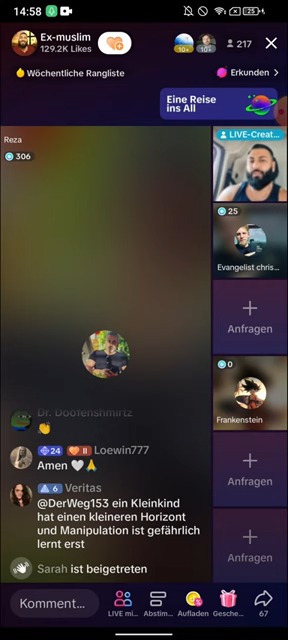 14:58
25
Ex-muslim
129.2K Likes
10+
10+
217
Wöchentliche Rangliste
Erkunden
Eine Reise
ins All
Reza
306
LIVE-Creat...
25
Evangelist chris...
Anfragen
0
Frankenstein
Anfragen
Anfragen
Dr. Doofenshmirtz
24
II
Loewin777
Amen
6
Veritas
@DerWeg153 ein Kleinkind
hat einen kleineren Horizont
und Manipulation ist gefährlich
lernt erst
Sarah ist beigetreten
Komment...
LIVE mi...
Abstim...
Aufladen
Gesche...
67